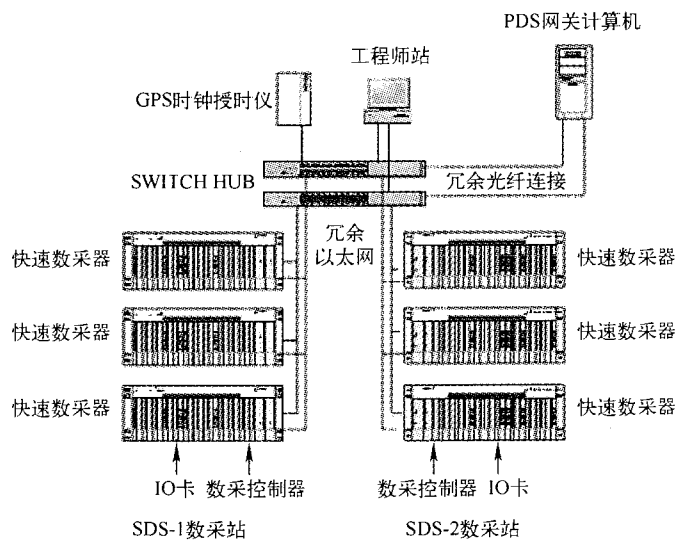 PDS网关计算机
工程师站
GPS时钟授时仪
SWITCH HUB
冗余光纤连接
冗余
以太网
快速数采器
快速数采器
快速数采器
快速数采器
快速数采器
快速数采器
IO卡 数采控制器
数采控制器 IO卡
SDS-1数采站
SDS-2数采站